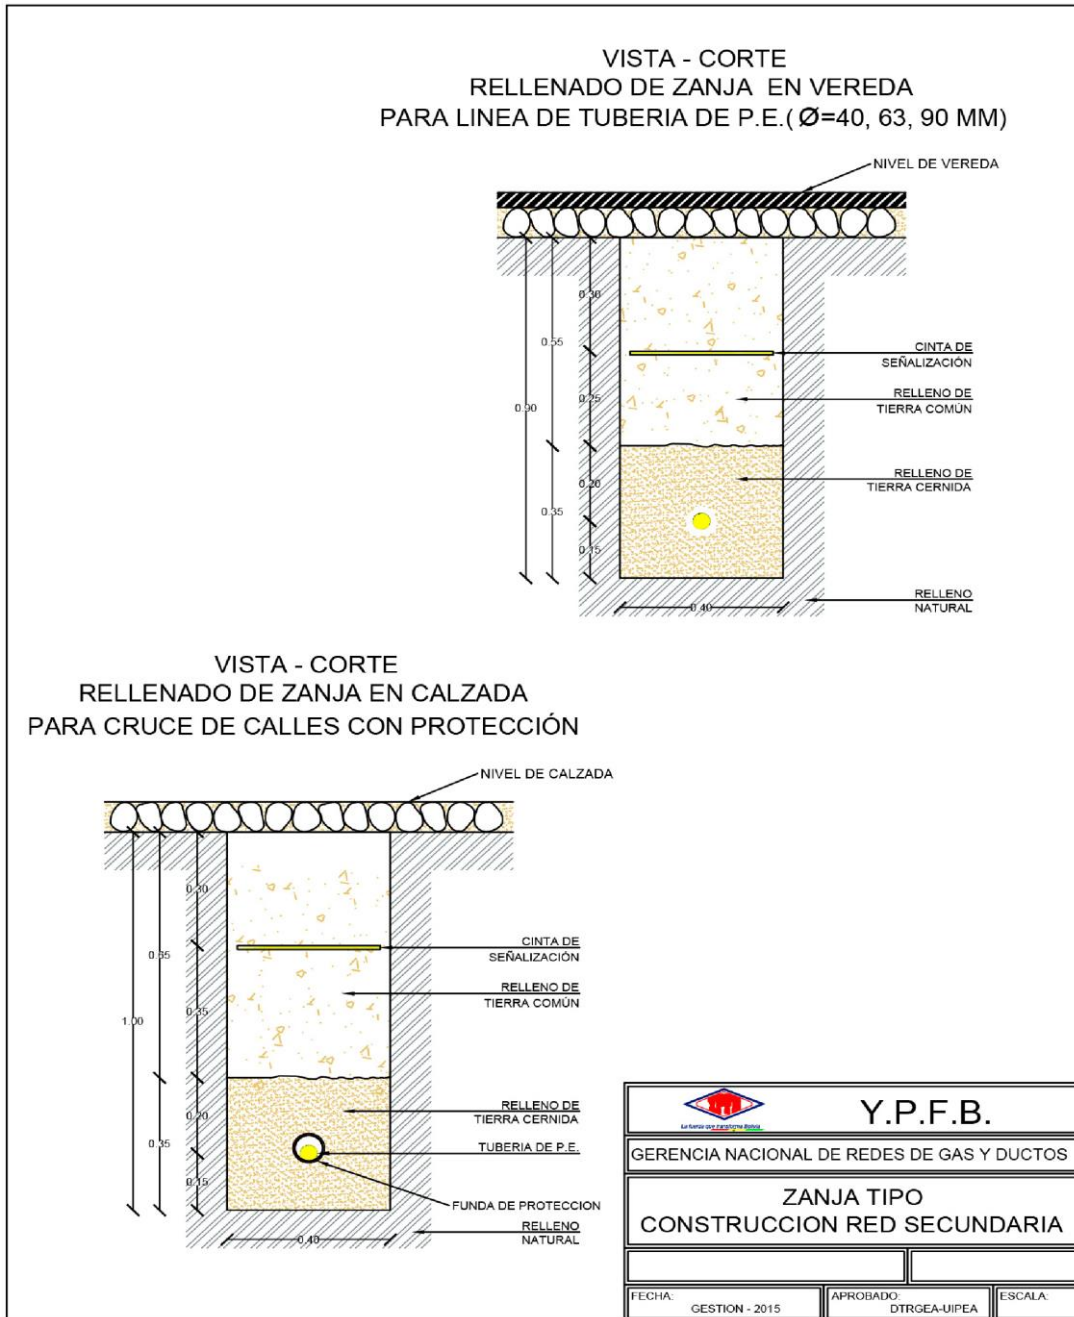 VISTA - CORTE
RELLENADO DE ZANJA EN VEREDA
PARA LINEA DE TUBERIA DE P.E.( Ø=40, 63, 90 MM)
NIVEL DE VEREDA
0.30
0.55
CINTA DE
SEÑALIZACIÓN
0.90
0.25
RELLENO DE
TIERRA COMÚN
0.20
RELLENO DE
TIERRA CERNIDA
0.35
0.15
RELLENO
NATURAL
0.40
VISTA - CORTE
RELLENADO DE ZANJA EN CALZADA
PARA CRUCE DE CALLES CON PROTECCIÓN
NIVEL DE CALZADA
0.30
CINTA DE
SEÑALIZACIÓN
0.65
RELLENO DE
TIERRA COMÚN
1.00
0.35
RELLENO DE
TIERRA CERNIDA
0.20
0.35
TUBERIA DE P.E.
0.15
FUNDA DE PROTECCION
RELLENO
NATURAL
0.40
La fuerza que transforma Bolivia
Y.P.F.B.
GERENCIA NACIONAL DE REDES DE GAS Y DUCTOS
ZANJA TIPO
CONSTRUCCION RED SECUNDARIA
FECHA:
GESTION - 2015
APROBADO:
DTRGEA-UIPEA
ESCALA: